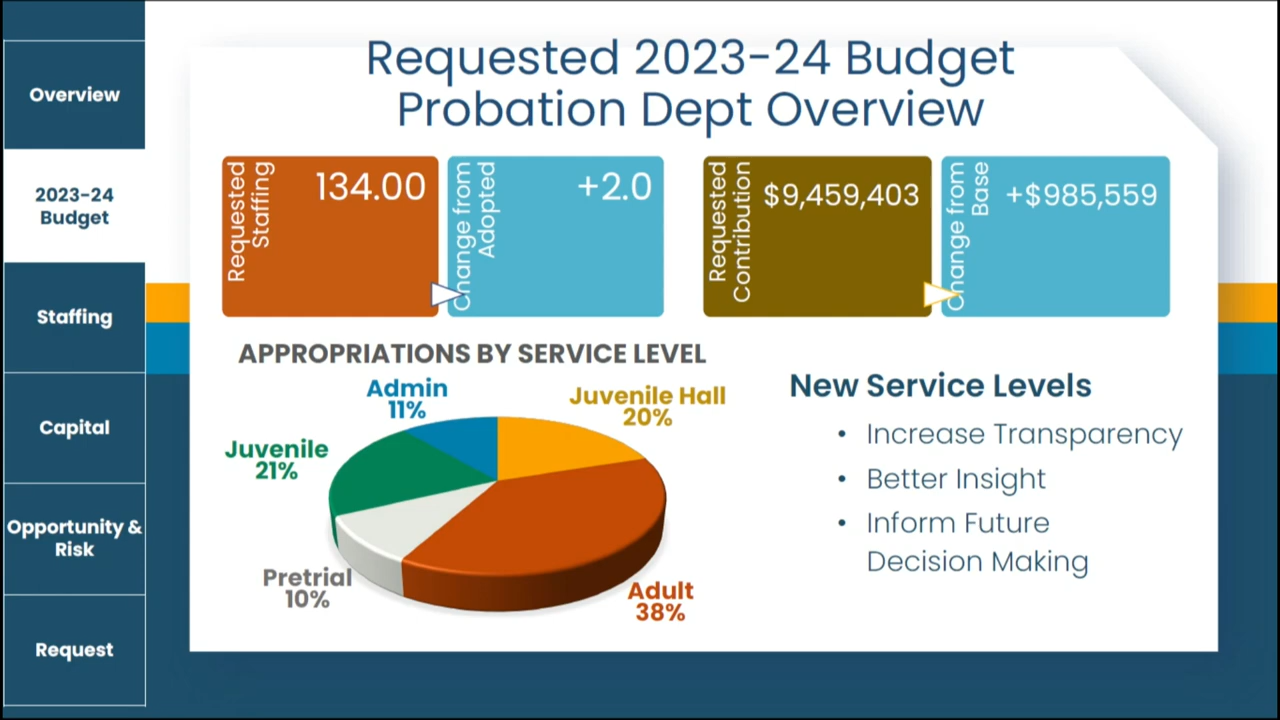 Requested 2023-24 Budget
Probation Dept Overview
Overview
2023-24
Budget
Staffing
Capital
Opportunity &
Risk
Request
Requested
Staffing
134.00
Change from
Adopted
+2.0
Requested
Contribution
$9,459,403
Change from
Base
+$985,559
APPROPRIATIONS BY SERVICE LEVEL
Admin
11%
Juvenile Hall
20%
Juvenile
21%
Pretrial
10%
Adult
38%
New Service Levels
• Increase Transparency
• Better Insight
• Inform Future
Decision Making